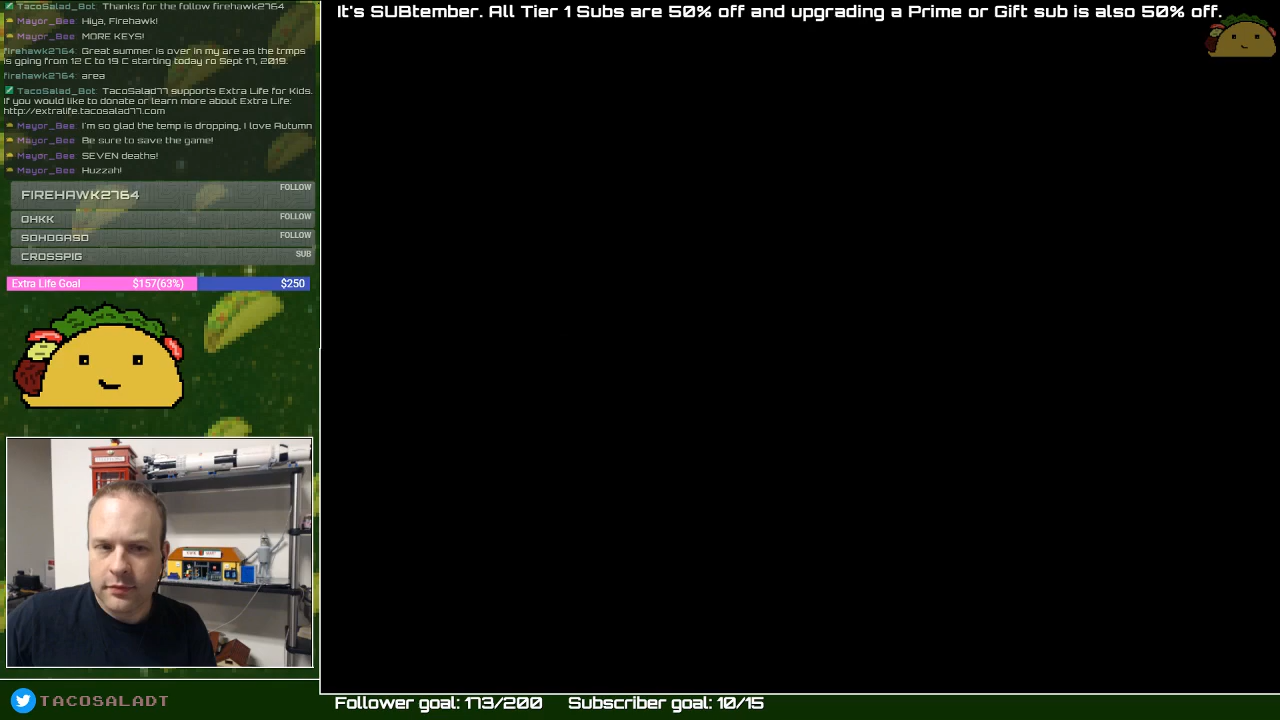 TacoSalad_Bot: Thanks for the follow firehawk2764
Mayor_Bee: Hiya, Firehawk!
Mayor_Bee: MORE KEYS!
firehawk2764: Great summer is over in my are as the trmps
is gping from 12 C to 19 C starting today ro Sept 17, 2019.
firehawk2764: area
TacoSalad_Bot: TacoSalad77 supports Extra Life for Kids.
If you would like to donate or learn more about Extra Life:
http://extralife.tacosalad77.com
Mayor_Bee: I'm so glad the temp is dropping, I love Autumn
Mayor_Bee: Be sure to save the game!
Mayor_Bee: SEVEN deaths!
Mayor_Bee: Huzzah!
FIREHAWK2764 FOLLOW
OHKK FOLLOW
SOHOGASO FOLLOW
CROSSPIG SUB
Extra Life Goal $157(63%) $250
TACOSALADT
It's SUBtember. All Tier 1 Subs are 50% off and upgrading a Prime or Gift sub is also 50% off.
Follower goal: 173/200 Subscriber goal: 10/15